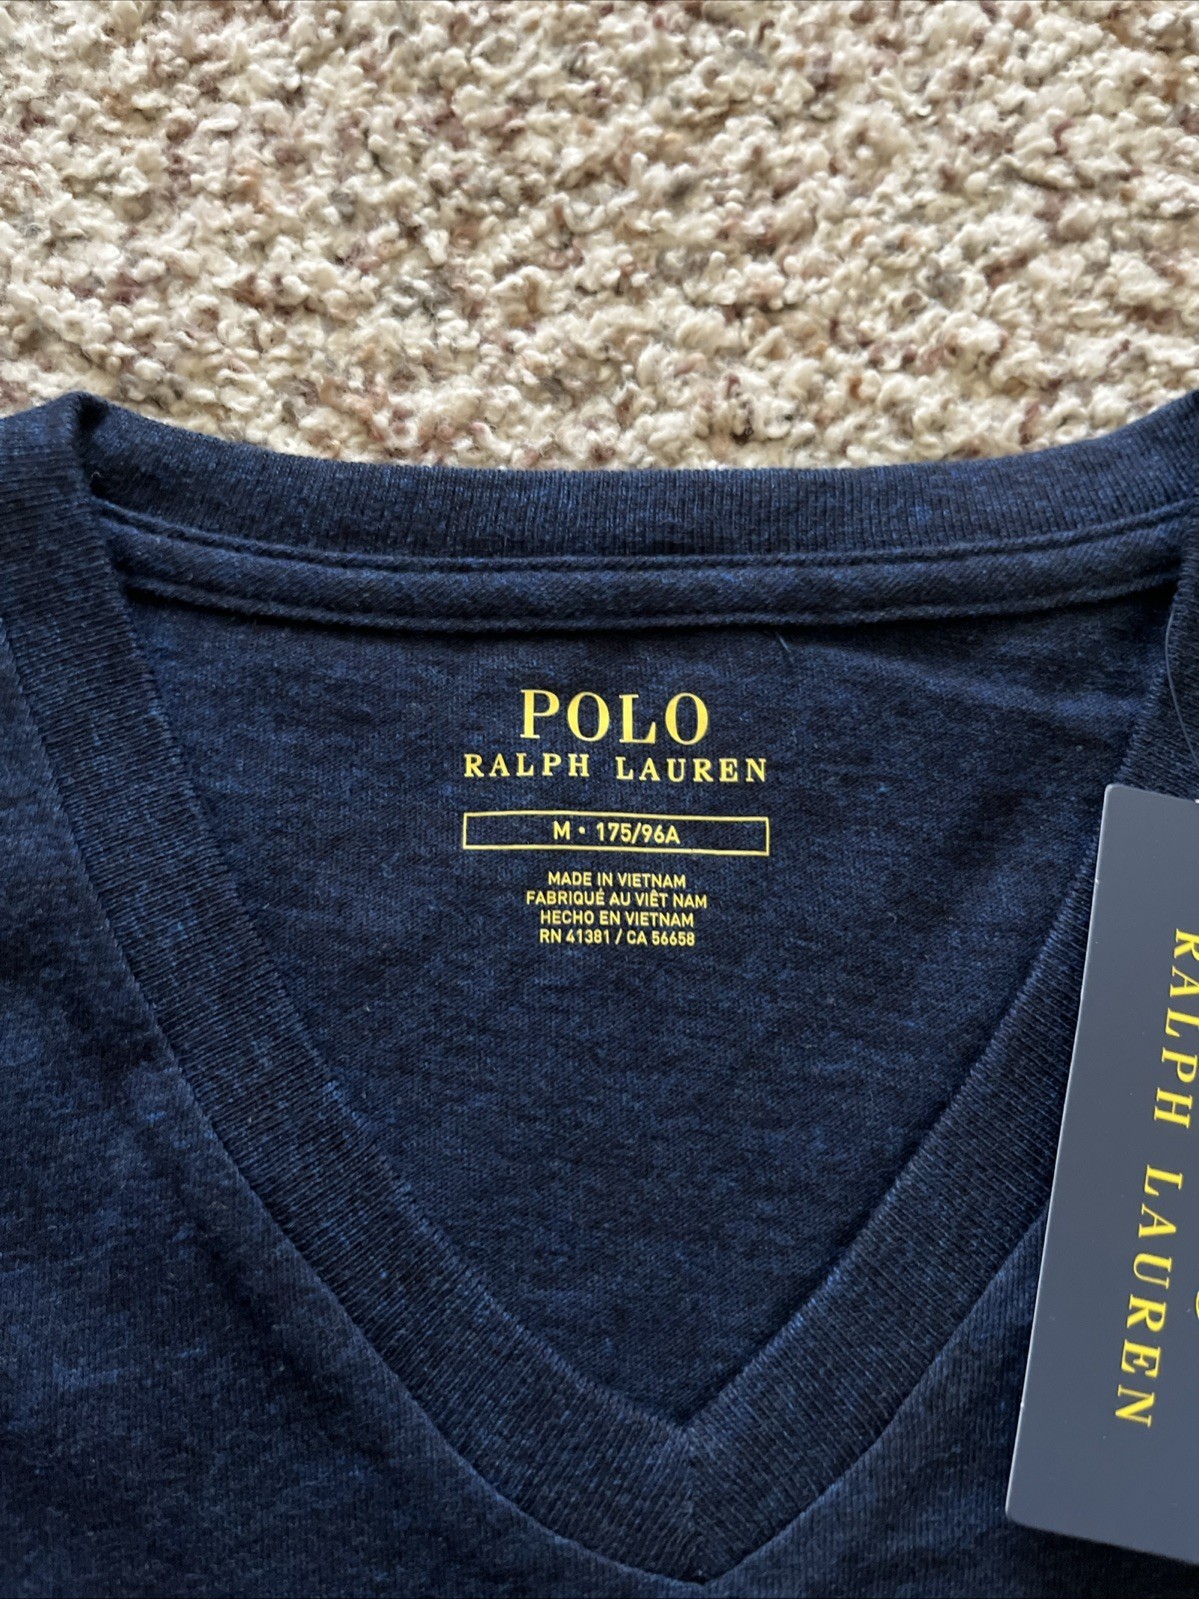 POLO
RALPH LAUREN
M • 175/96A
MADE IN VIETNAM
FABRIQUÉ AU VIÊT NAM
HECHO EN VIETNAM
RN 41381 / CA 56658
RALPH LAUREN